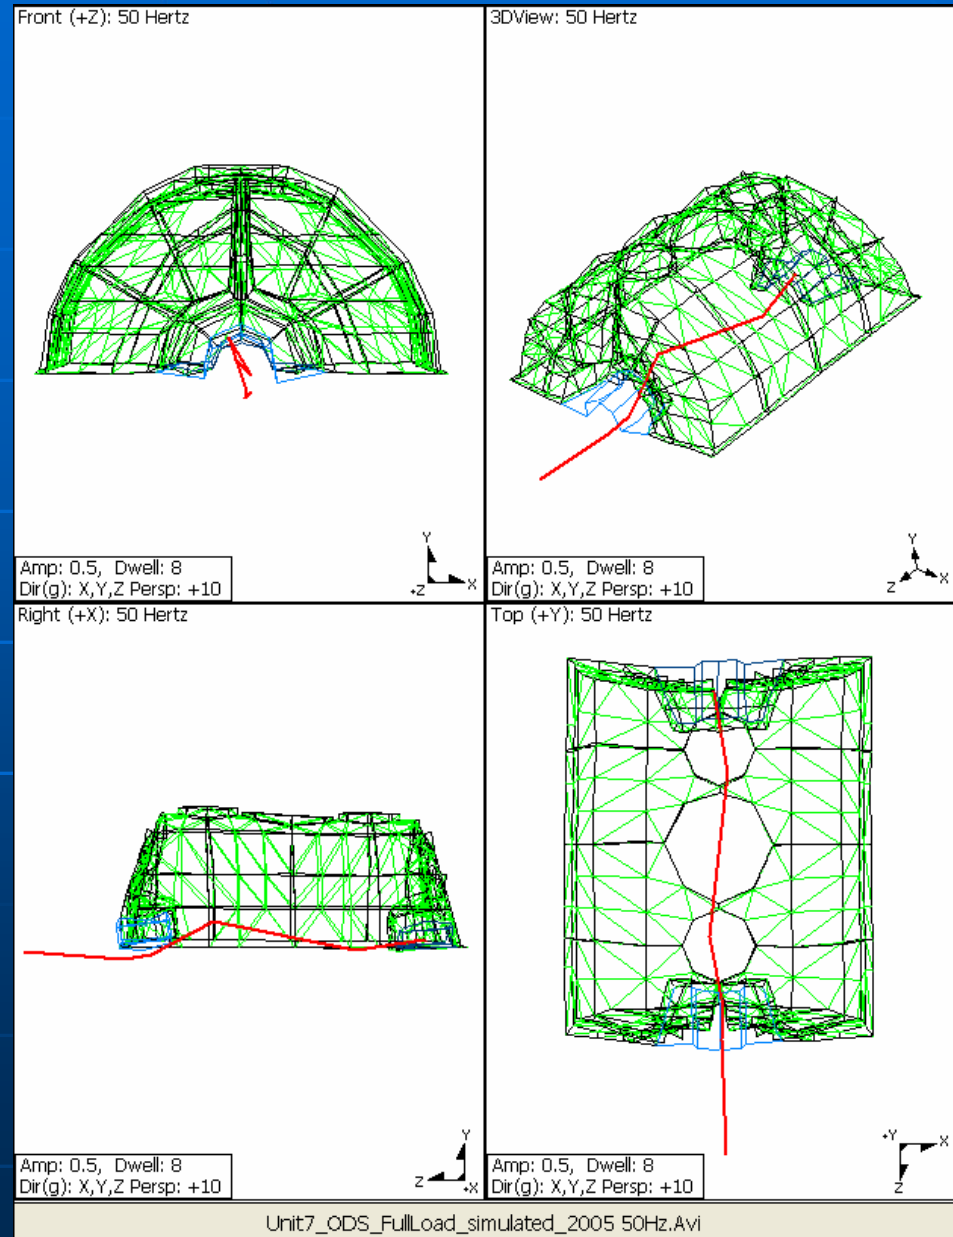 Front (+Z): 50 Hertz
Amp: 0.5, Dwell: 8
Dir(g): X,Y,Z Persp: +10
Y
+Z X
3DView: 50 Hertz
Amp: 0.5, Dwell: 8
Dir(g): X,Y,Z Persp: +10
Y
Z X
Right (+X): 50 Hertz
Amp: 0.5, Dwell: 8
Dir(g): X,Y,Z Persp: +10
Y
Z +X
Top (+Y): 50 Hertz
Amp: 0.5, Dwell: 8
Dir(g): X,Y,Z Persp: +10
+Y X
Z
Unit7_ODS_FullLoad_simulated_2005 50Hz.Avi